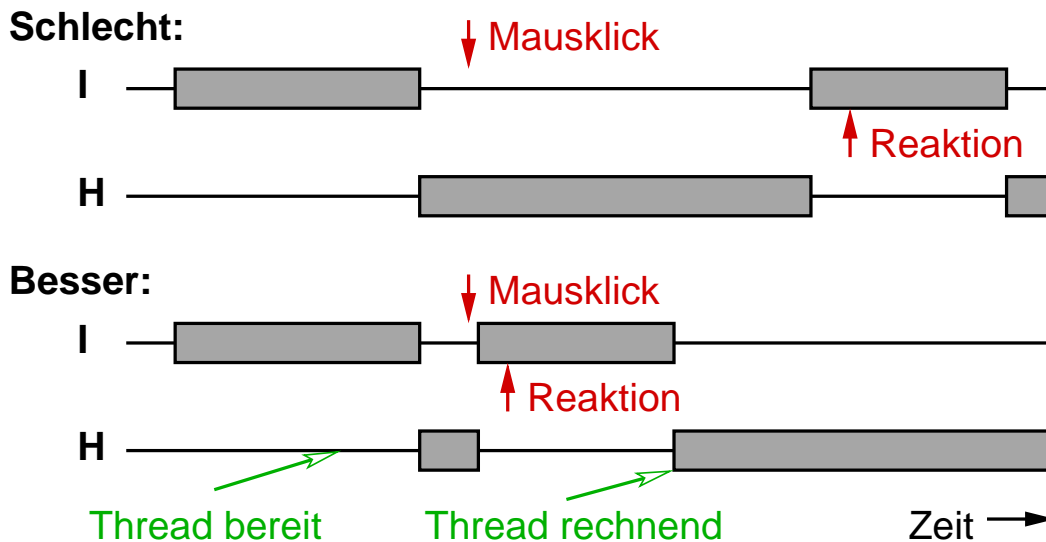 Schlecht:
Mausklick
I
Reaktion
H
Besser:
Mausklick
I
Reaktion
H
Thread bereit
Thread rechnend
Zeit